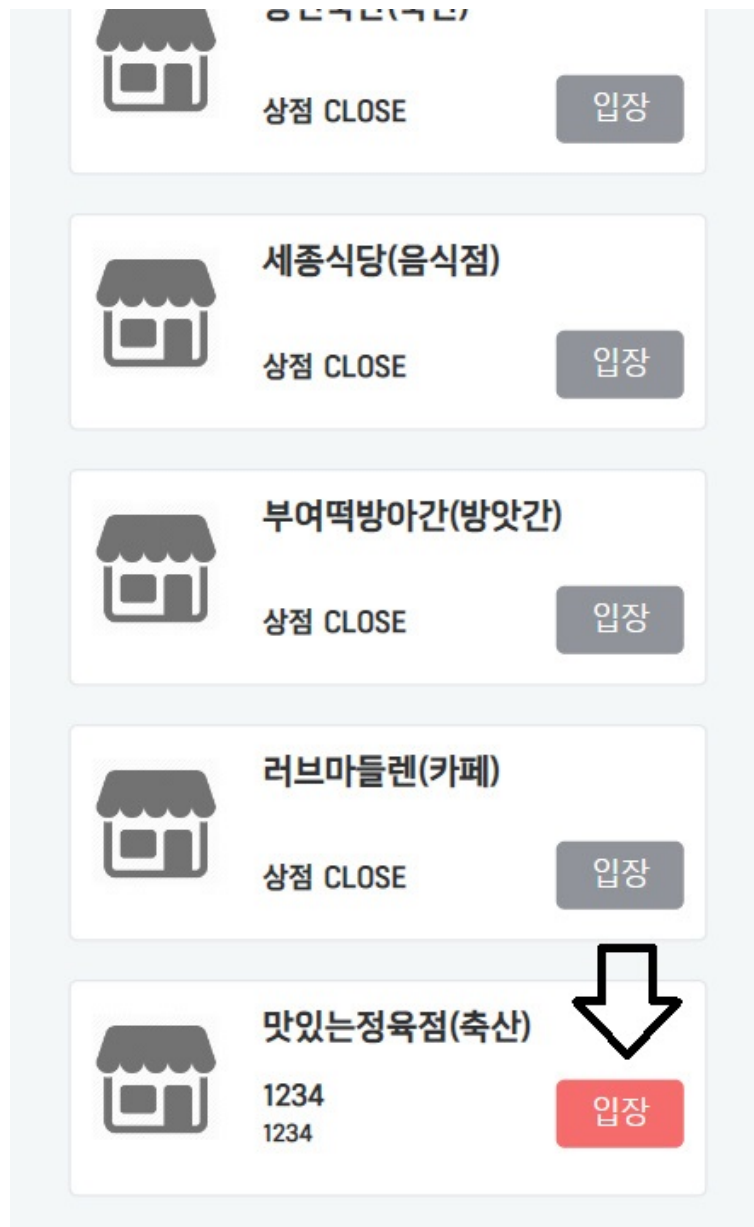 상점 CLOSE
입장
세종식당(음식점)
상점 CLOSE
입장
부여떡방아간(방앗간)
상점 CLOSE
입장
러브마들렌(카페)
상점 CLOSE
입장
맛있는정육점(축산)
1234
1234
입장